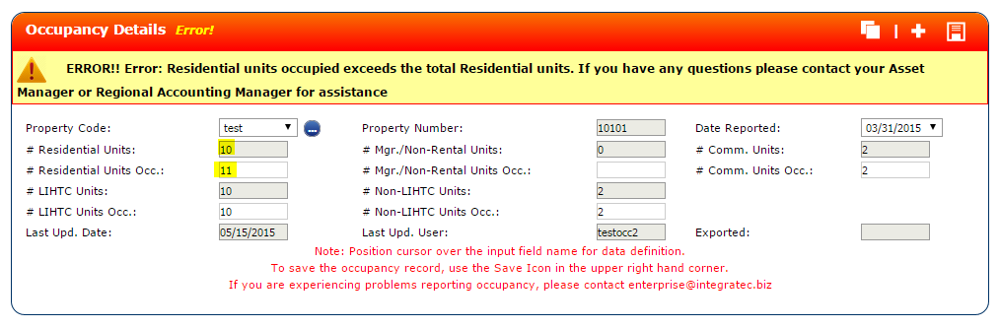 Occupancy Details Error!
ERROR!! Error: Residential units occupied exceeds the total Residential units. If you have any questions please contact your Asset
Manager or Regional Accounting Manager for assistance
Property Code: test ... Property Number: 10101 Date Reported: 03/31/2015
# Residential Units: 10 # Mgr./Non-Rental Units: 0 # Comm. Units: 2
# Residential Units Occ.: 11 # Mgr./Non-Rental Units Occ.: # Comm. Units Occ.: 2
# LIHTC Units: 10 # Non-LIHTC Units: 2
# LIHTC Units Occ.: 10 # Non-LIHTC Units Occ.: 2
Last Upd. Date: 05/15/2015 Last Upd. User: testocc2 Exported:
Note: Position cursor over the input field name for data definition.
To save the occupancy record, use the Save Icon in the upper right hand corner.
If you are experiencing problems reporting occupancy, please contact enterprise@integratec.biz